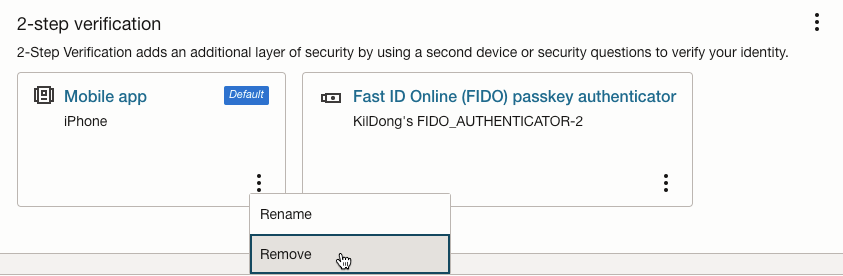 2-step verification
2-Step Verification adds an additional layer of security by using a second device or security questions to verify your identity.
Mobile app
Default
iPhone
Fast ID Online (FIDO) passkey authenticator
KilDong's FIDO_AUTHENTICATOR-2
Rename
Remove